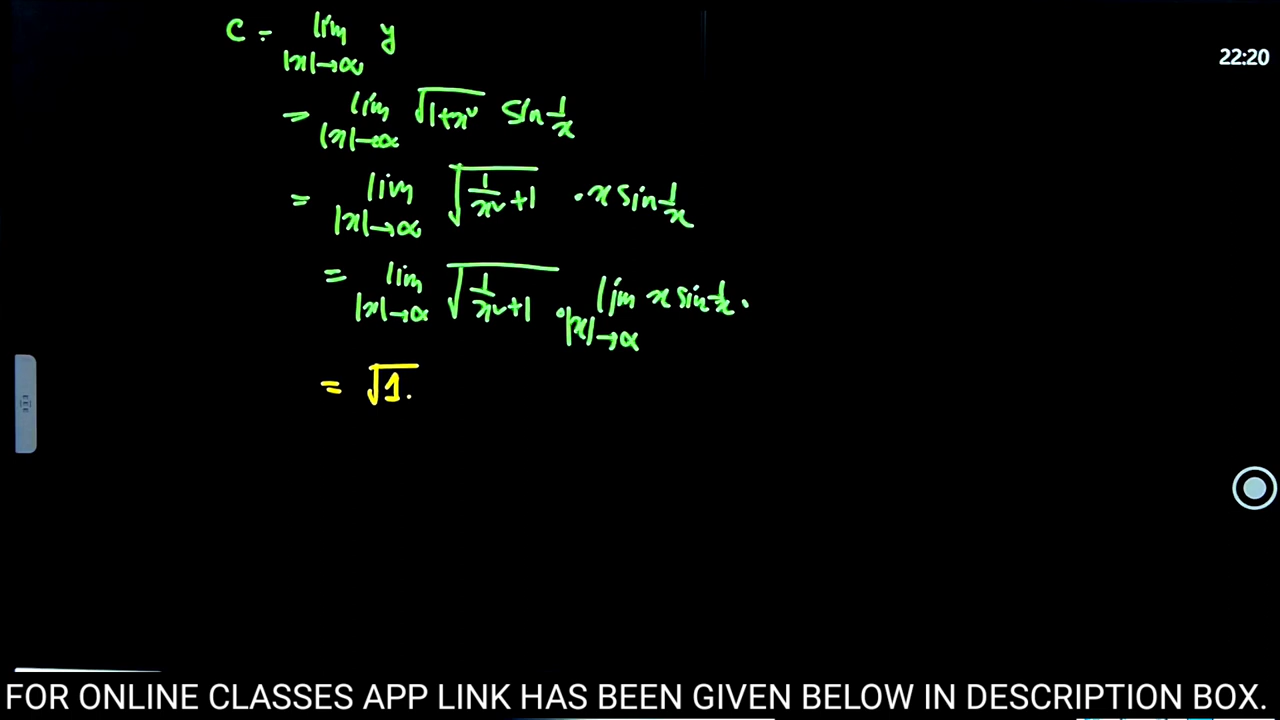 C = lim y
|x|→∞
22:20
= lim √(1+x²) sin 1/x
|x|→∞
= lim √(1/x² +1) . x sin 1/x
|x|→∞
= lim √(1/x² +1) . lim x sin 1/x .
|x|→∞ |x|→∞
= √1 .
FOR ONLINE CLASSES APP LINK HAS BEEN GIVEN BELOW IN DESCRIPTION BOX.